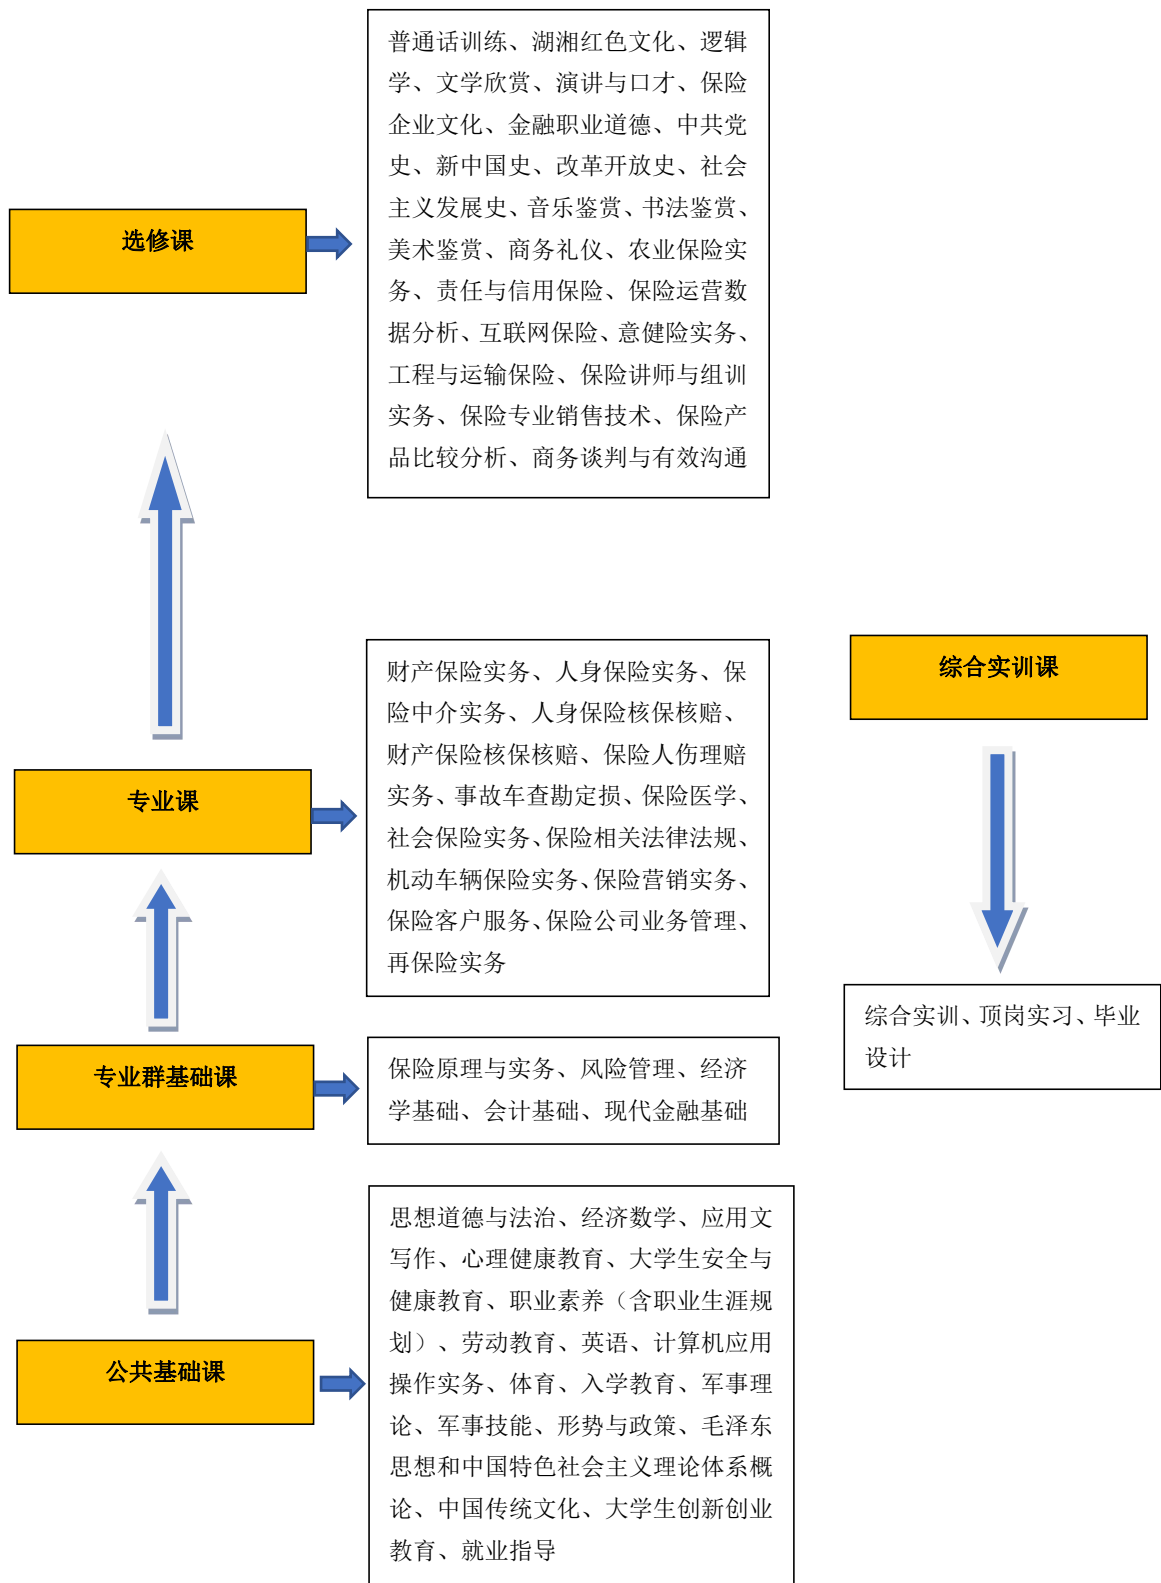 普通话训练、湖湘红色文化、逻辑
学、文学欣赏、演讲与口才、保险
企业文化、金融职业道德、中共党
史、新中国史、改革开放史、社会
主义发展史、音乐鉴赏、书法鉴赏、
美术鉴赏、商务礼仪、农业保险实
务、责任与信用保险、保险运营数
据分析、互联网保险、意健险实务、
工程与运输保险、保险讲师与组训
实务、保险专业销售技术、保险产
品比较分析、商务谈判与有效沟通
选修课
财产保险实务、人身保险实务、保
险中介实务、人身保险核保核赔、
财产保险核保核赔、保险人伤理赔
实务、事故车查勘定损、保险医学、
社会保险实务、保险相关法律法规、
机动车辆保险实务、保险营销实务、
保险客户服务、保险公司业务管理、
再保险实务
专业课
综合实训课
综合实训、顶岗实习、毕业
设计
专业群基础课
保险原理与实务、风险管理、经济
学基础、会计基础、现代金融基础
思想道德与法治、经济数学、应用文
写作、心理健康教育、大学生安全与
健康教育、职业素养（含职业生涯规
划）、劳动教育、英语、计算机应用
操作实务、体育、入学教育、军事理
论、军事技能、形势与政策、毛泽东
思想和中国特色社会主义理论体系概
论、中国传统文化、大学生创新创业
教育、就业指导
公共基础课